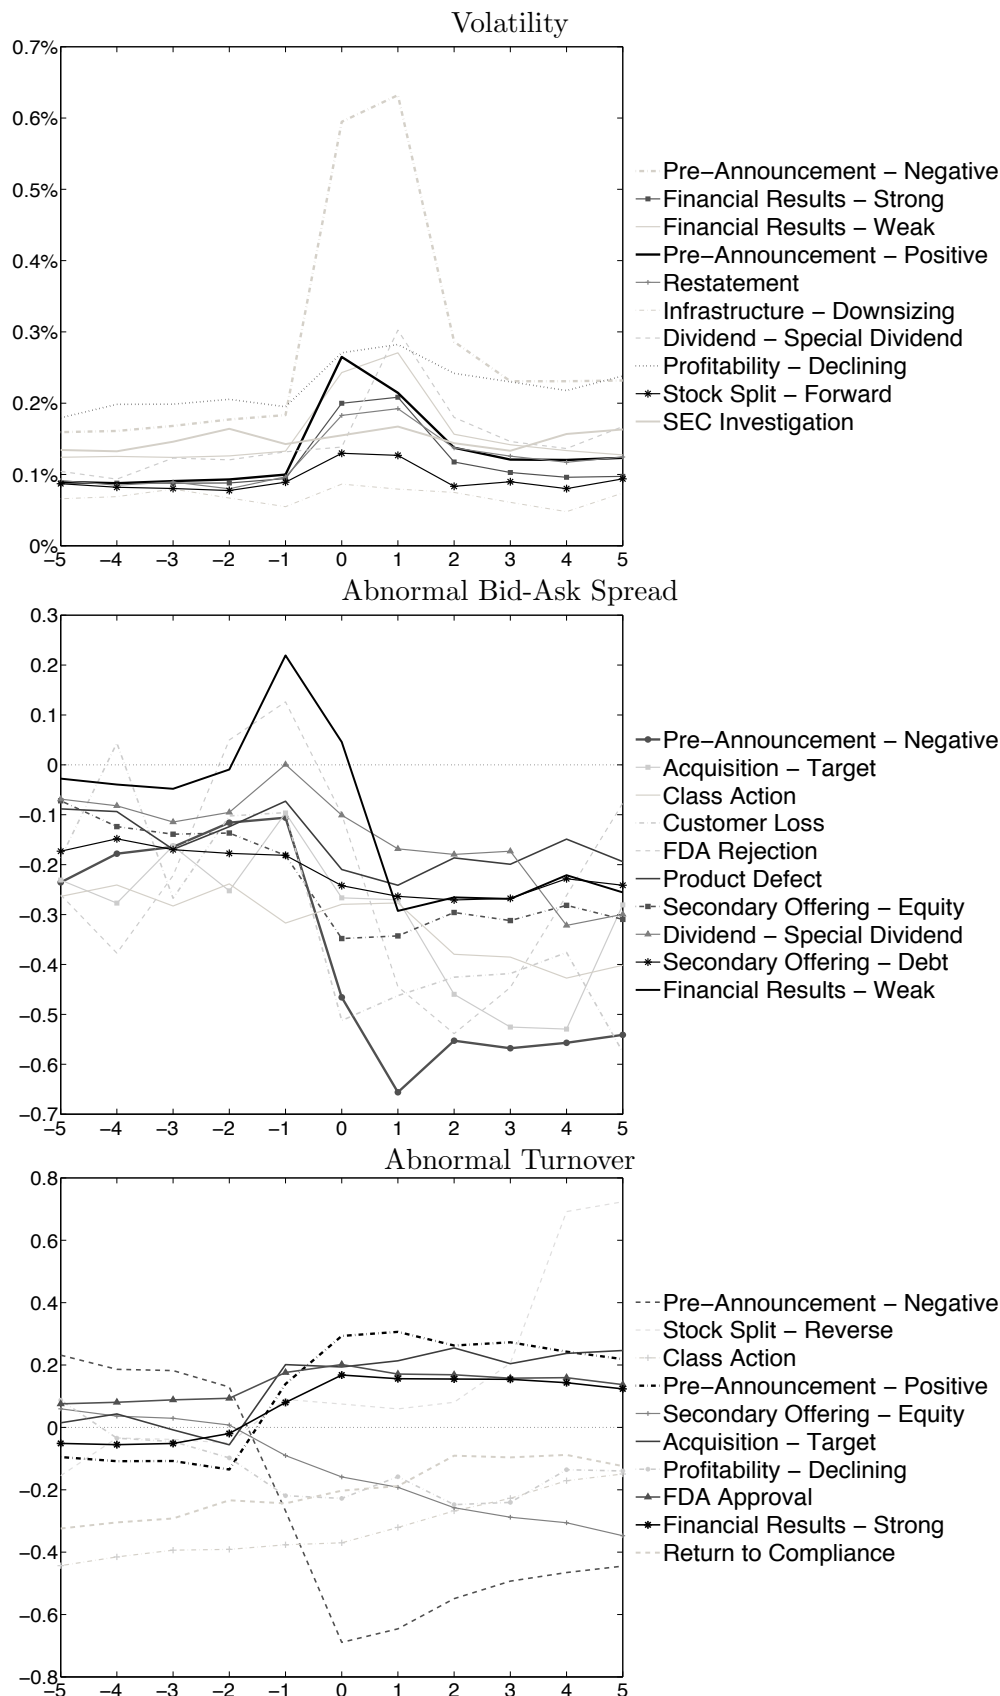 Volatility
0.7%
0.6%
0.5%
0.4%
0.3%
0.2%
0.1%
0%
−5 −4 −3 −2 −1 0 1 2 3 4 5
Pre−Announcement − Negative
Financial Results − Strong
Financial Results − Weak
Pre−Announcement − Positive
Restatement
Infrastructure − Downsizing
Dividend − Special Dividend
Profitability − Declining
Stock Split − Forward
SEC Investigation
Abnormal Bid-Ask Spread
0.3
0.2
0.1
0
−0.1
−0.2
−0.3
−0.4
−0.5
−0.6
−0.7
−5 −4 −3 −2 −1 0 1 2 3 4 5
Pre−Announcement − Negative
Acquisition − Target
Class Action
Customer Loss
FDA Rejection
Product Defect
Secondary Offering − Equity
Dividend − Special Dividend
Secondary Offering − Debt
Financial Results − Weak
Abnormal Turnover
0.8
0.6
0.4
0.2
0
−0.2
−0.4
−0.6
−0.8
−5 −4 −3 −2 −1 0 1 2 3 4 5
Pre−Announcement − Negative
Stock Split − Reverse
Class Action
Pre−Announcement − Positive
Secondary Offering − Equity
Acquisition − Target
Profitability − Declining
FDA Approval
Financial Results − Strong
Return to Compliance